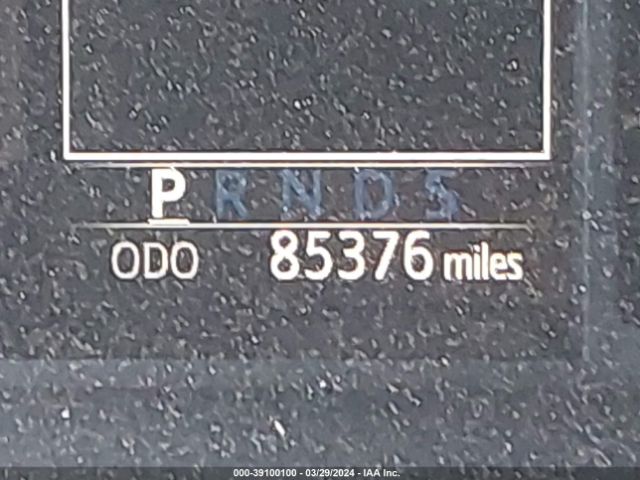 P R N D S
ODO 85376 miles
000-39100100 - 03/29/2024 - IAA Inc.